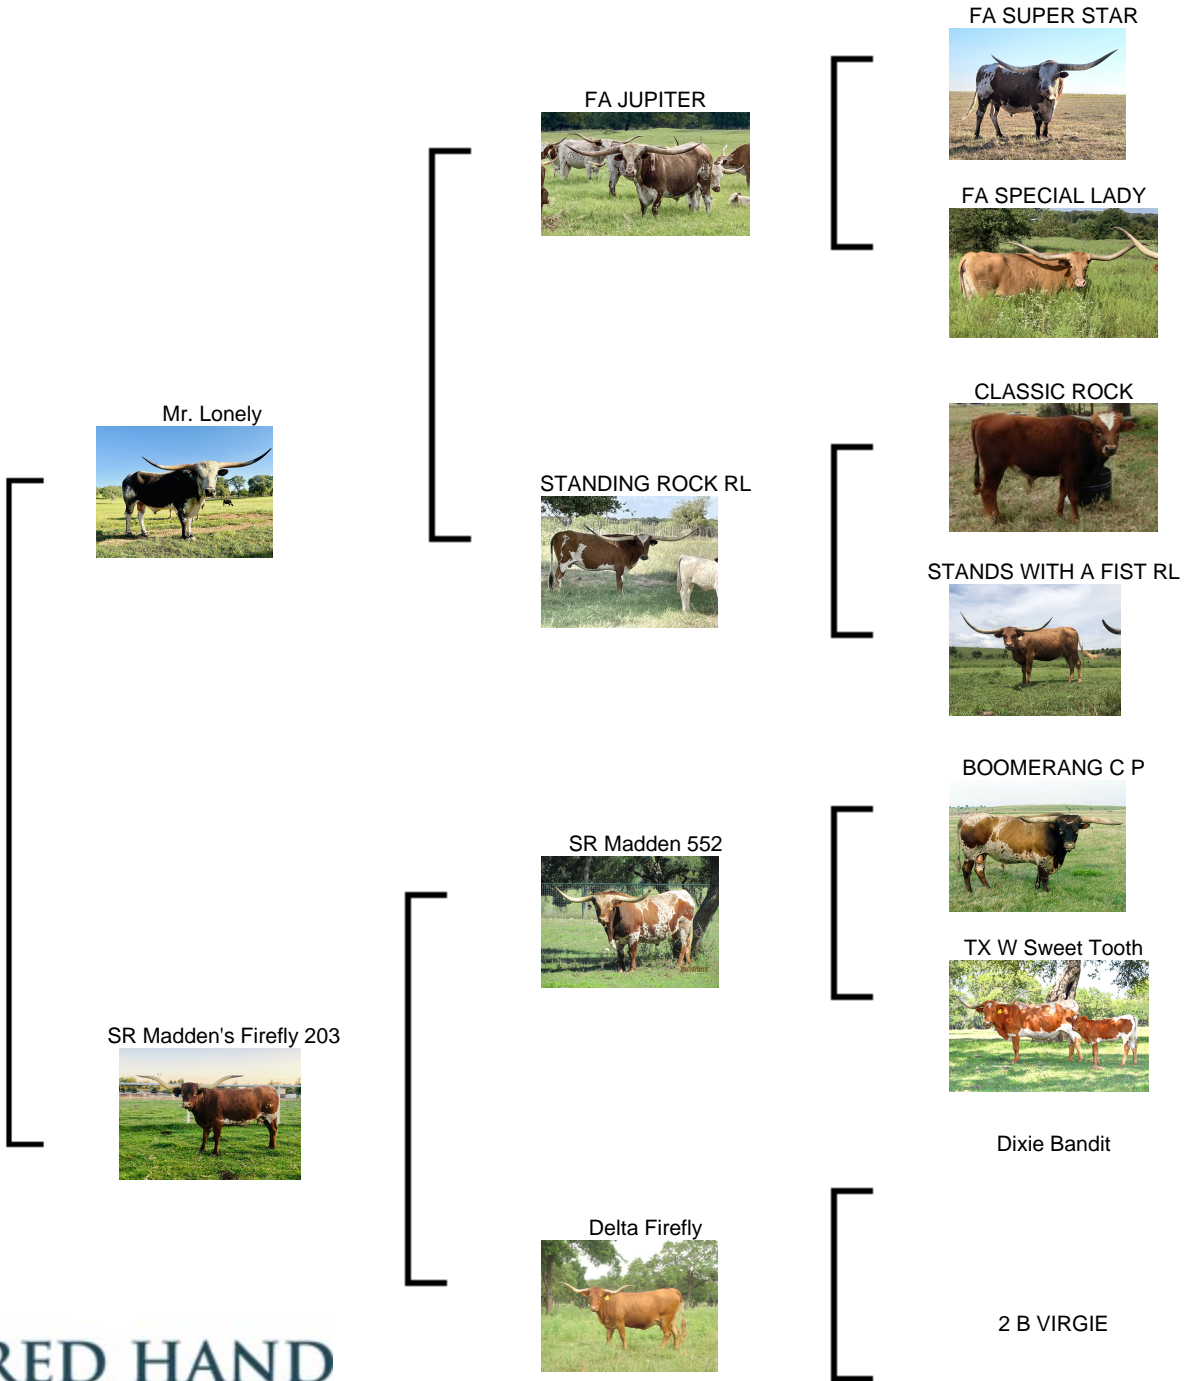 FA SUPER STAR
FA JUPITER
FA SPECIAL LADY
CLASSIC ROCK
Mr. Lonely
STANDING ROCK RL
STANDS WITH A FIST RL
BOOMERANG C P
SR Madden 552
TX W Sweet Tooth
SR Madden's Firefly 203
Dixie Bandit
Delta Firefly
2 B VIRGIE
RED HAND